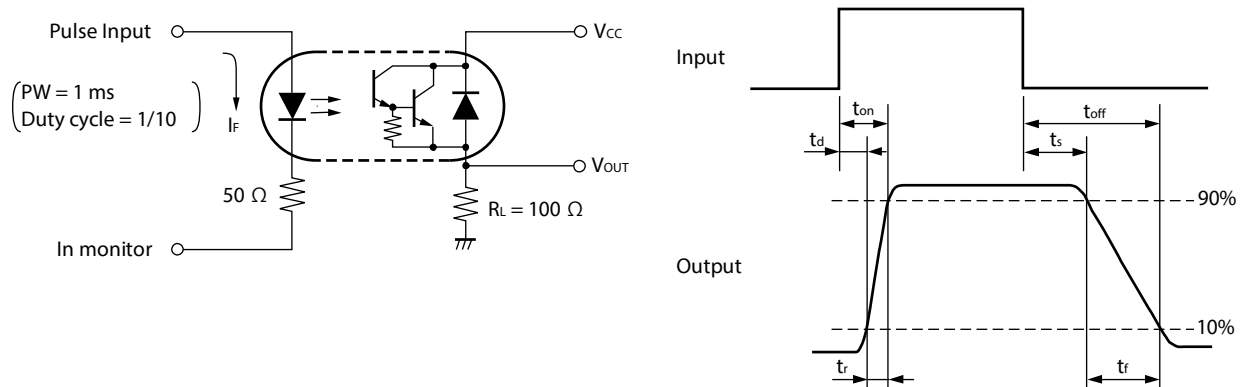 Pulse Input
VCC
PW = 1 ms
Duty cycle = 1/10
IF
VOUT
50 Ω
RL = 100 Ω
In monitor
Input
ton
toff
td
ts
90%
Output
10%
tr
tf